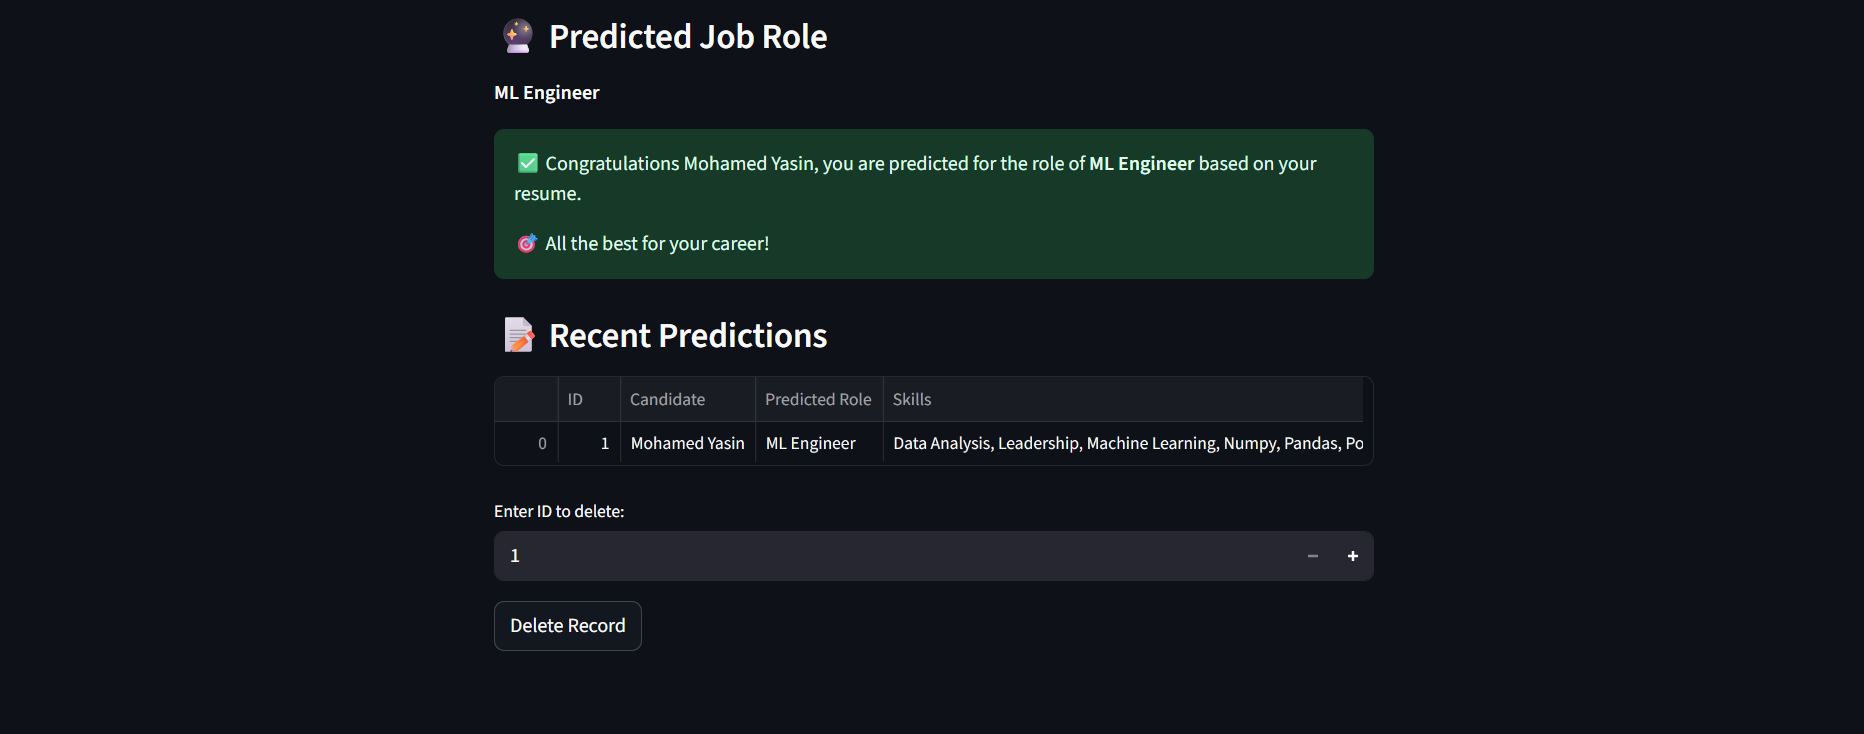 Predicted Job Role
ML Engineer
Congratulations Mohamed Yasin, you are predicted for the role of ML Engineer based on your
resume.
All the best for your career!
Recent Predictions
ID Candidate Predicted Role Skills
0 1 Mohamed Yasin ML Engineer Data Analysis, Leadership, Machine Learning, Numpy, Pandas, Po
Enter ID to delete:
1 − +
Delete Record